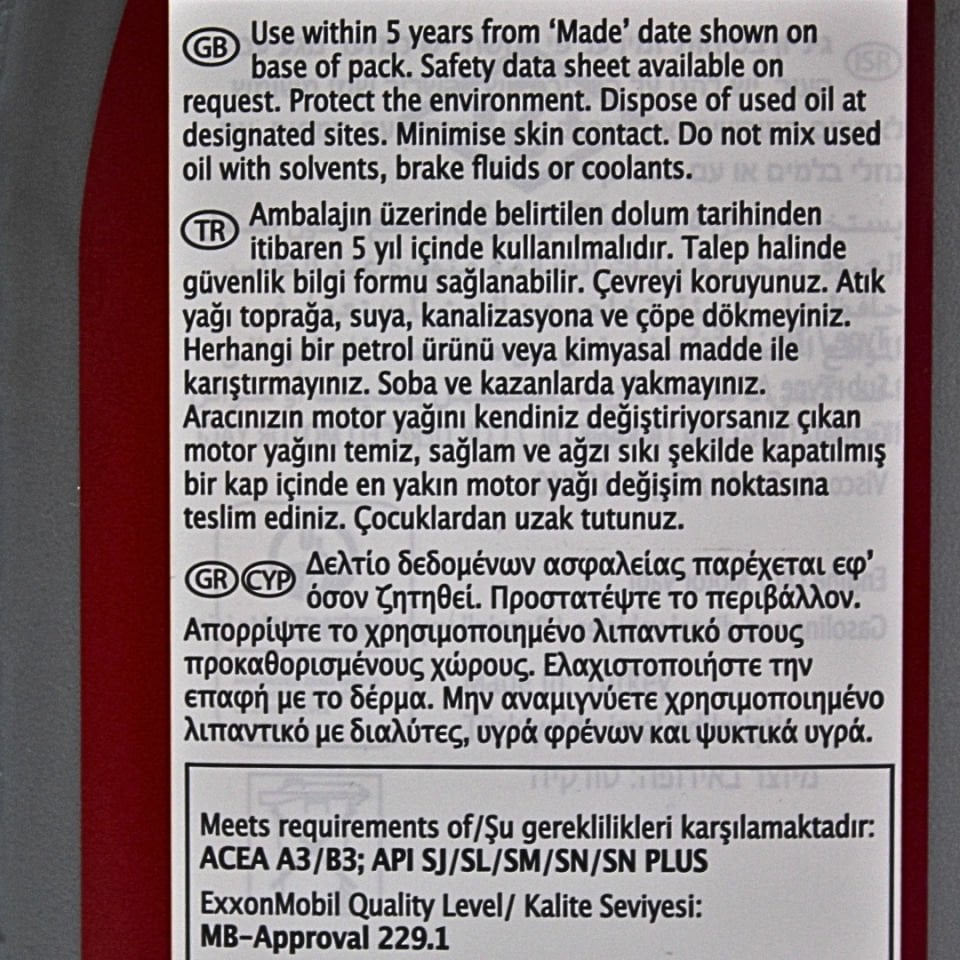 GB Use within 5 years from ‘Made’ date shown on
base of pack. Safety data sheet available on
request. Protect the environment. Dispose of used oil at
designated sites. Minimise skin contact. Do not mix used
oil with solvents, brake fluids or coolants.
TR Ambalajın üzerinde belirtilen dolum tarihinden
itibaren 5 yıl içinde kullanılmalıdır. Talep halinde
güvenlik bilgi formu sağlanabilir. Çevreyi koruyunuz. Atık
yağı toprağa, suya, kanalizasyona ve çöpe dökmeyiniz.
Herhangi bir petrol ürünü veya kimyasal madde ile
karıştırmayınız. Soba ve kazanlarda yakmayınız.
Aracınızın motor yağını kendiniz değiştiriyorsanız çıkan
motor yağını temiz, sağlam ve ağzı sıkı şekilde kapatılmış
bir kap içinde en yakın motor yağı değişim noktasına
teslim ediniz. Çocuklardan uzak tutunuz.
GR CYP Δελτίο δεδομένων ασφαλείας παρέχεται εφ’
όσον ζητηθεί. Προστατέψτε το περιβάλλον.
Απορρίψτε το χρησιμοποιημένο λιπαντικό στους
προκαθορισμένους χώρους. Ελαχιστοποιήστε την
επαφή με το δέρμα. Μην αναμιγνύετε χρησιμοποιημένο
λιπαντικό με διαλύτες, υγρά φρένων και ψυκτικά υγρά.
Meets requirements of/Şu gereklilikleri karşılamaktadır:
ACEA A3/B3; API SJ/SL/SM/SN/SN PLUS
ExxonMobil Quality Level/ Kalite Seviyesi:
MB-Approval 229.1